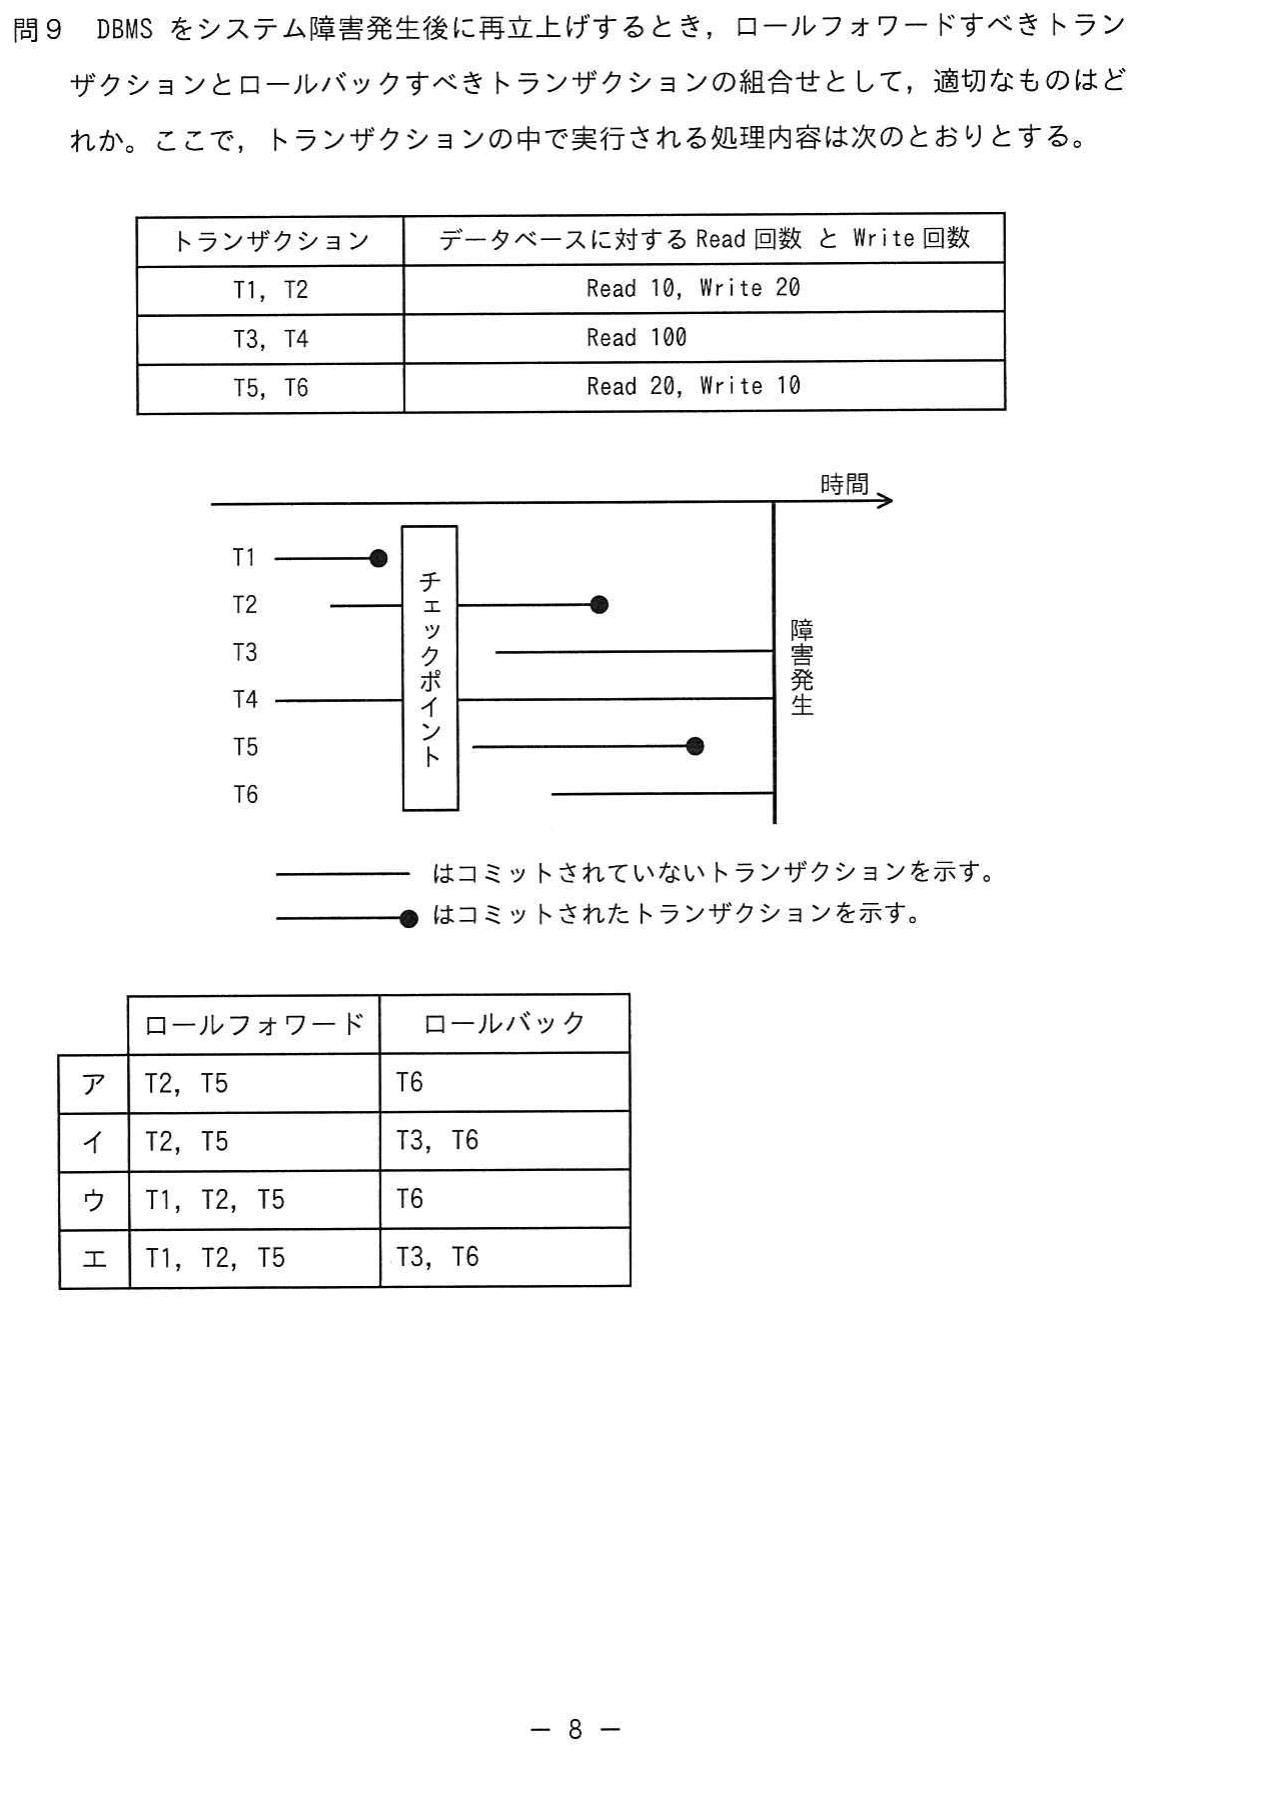 問９　DBMS をシステム障害発生後に再立上げするとき，ロールフォワードすべきトラン
ザクションとロールバックすべきトランザクションの組合せとして，適切なものはど
れか。ここで，トランザクションの中で実行される処理内容は次のとおりとする。
トランザクション　データベースに対する Read 回数 と Write 回数
T1, T2　Read 10, Write 20
T3, T4　Read 100
T5, T6　Read 20, Write 10
時間
T1
T2
T3
T4
T5
T6
チェックポイント
障害発生
はコミットされていないトランザクションを示す。
はコミットされたトランザクションを示す。
ロールフォワード　ロールバック
ア　T2, T5　T6
イ　T2, T5　T3, T6
ウ　T1, T2, T5　T6
エ　T1, T2, T5　T3, T6
－ 8 －